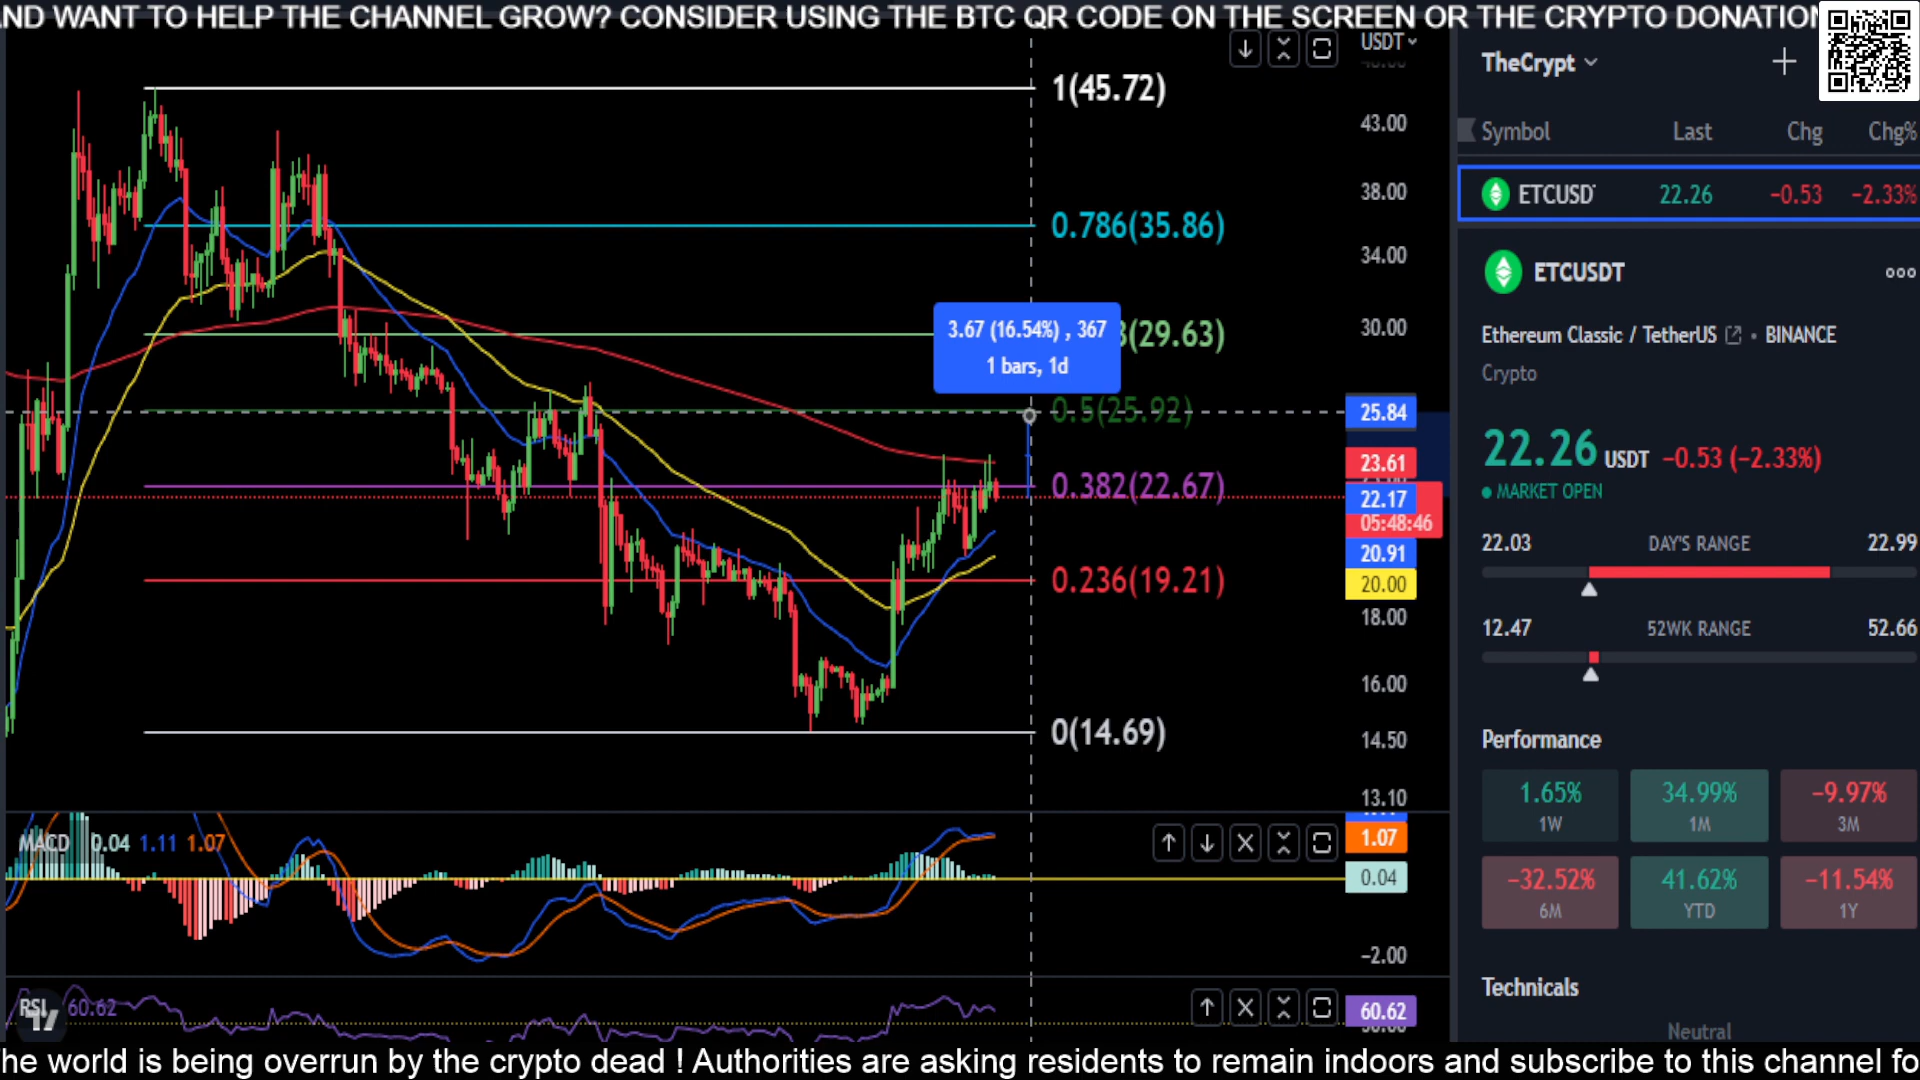 ND WANT TO HELP THE CHANNEL GROW? CONSIDER USING THE BTC QR CODE ON THE SCREEN OR THE CRYPTO DONATION
USDT
1(45.72)
43.00
38.00
0.786(35.86)
34.00
30.00
3.67 (16.54%) , 367
1 bars, 1d
(29.63)
0.5(25.92)
25.84
23.61
0.382(22.67)
22.17
05:48:46
20.91
20.00
0.236(19.21)
18.00
16.00
0(14.69)
14.50
13.10
MACD 0.04 1.11 1.07
1.07
0.04
-2.00
RSI 60.62
60.62
TheCrypt
Symbol Last Chg Chg%
ETCUSDT 22.26 -0.53 -2.33%
ETCUSDT
Ethereum Classic / TetherUS • BINANCE
Crypto
22.26 USDT -0.53 (-2.33%)
MARKET OPEN
22.03 DAY'S RANGE 22.99
12.47 52WK RANGE 52.66
Performance
1.65% 34.99% -9.97%
1W 1M 3M
-32.52% 41.62% -11.54%
6M YTD 1Y
Technicals
Neutral
he world is being overrun by the crypto dead ! Authorities are asking residents to remain indoors and subscribe to this channel fo